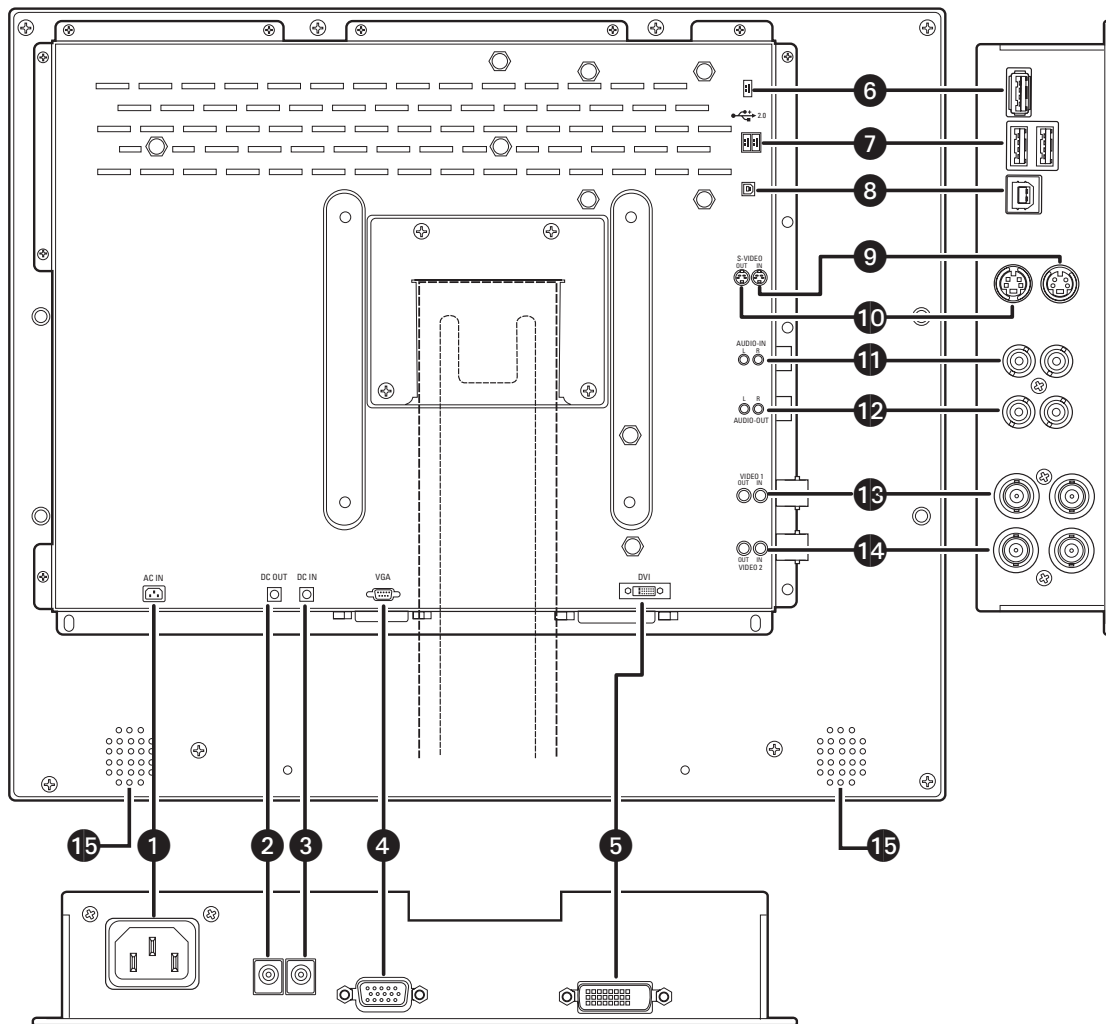 6
2.0
7
8
S-VIDEO
OUT IN
9
10
AUDIO-IN
L R
11
L R
AUDIO-OUT
12
VIDEO 1
OUT IN
13
OUT IN
VIDEO 2
14
AC IN
DC OUT
DC IN
VGA
DVI
15
1
2
3
4
5
15